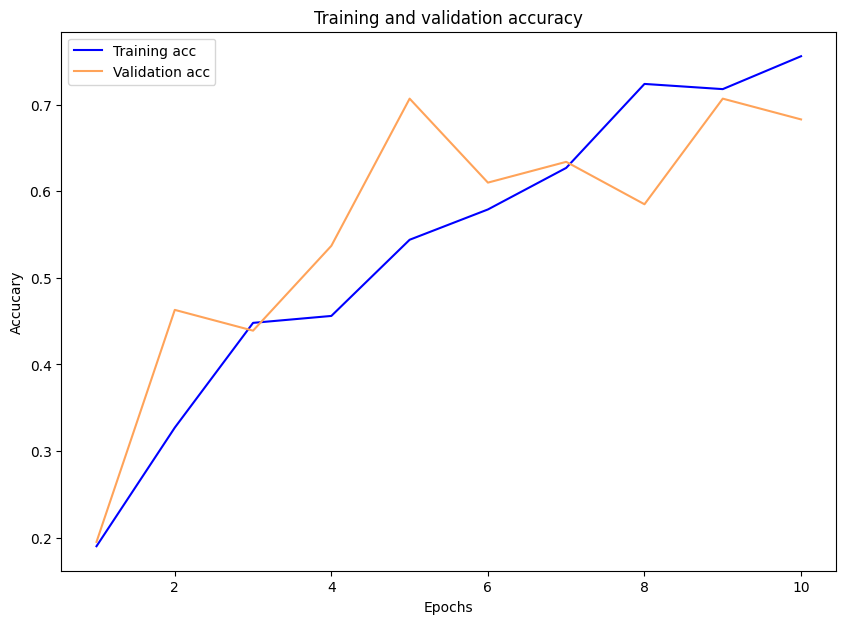 Training and validation accuracy
Training acc
Validation acc
Accucary
0.7
0.6
0.5
0.4
0.3
0.2
2
4
6
8
10
Epochs